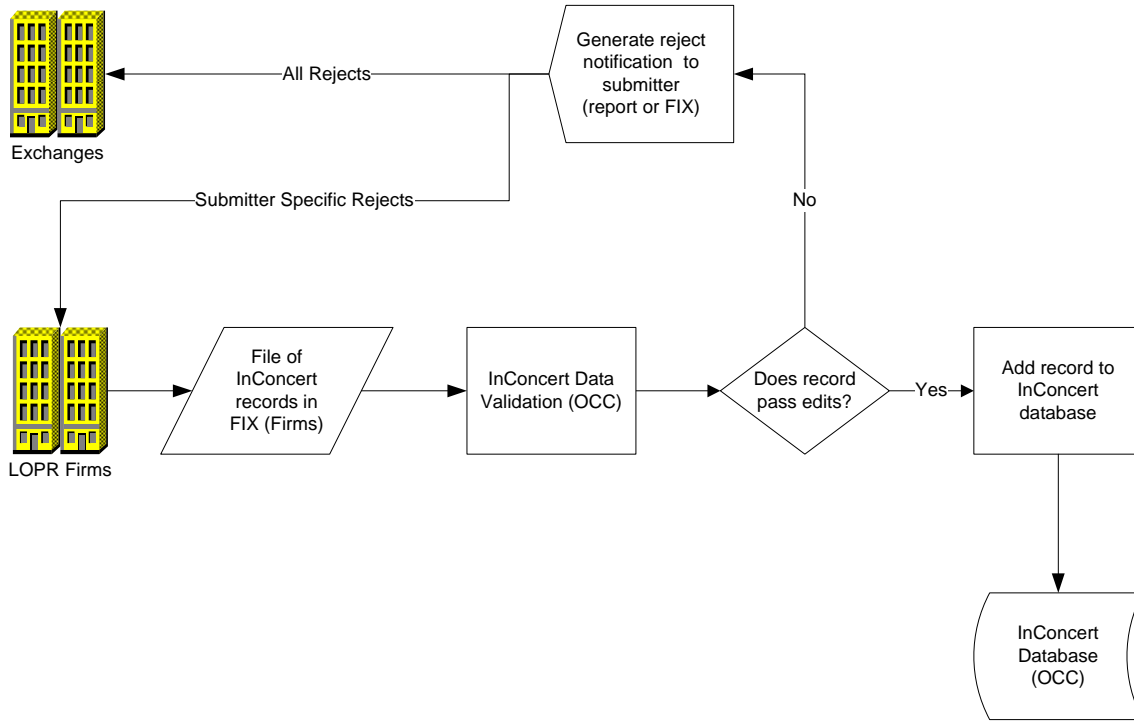 Generate reject
notification to
submitter
(report or FIX)
All Rejects
Exchanges
Submitter Specific Rejects
No
File of
InConcert
records in
FIX (Firms)
InConcert Data
Validation (OCC)
Does record
pass edits?
Yes
Add record to
InConcert
database
LOPR Firms
InConcert
Database
(OCC)